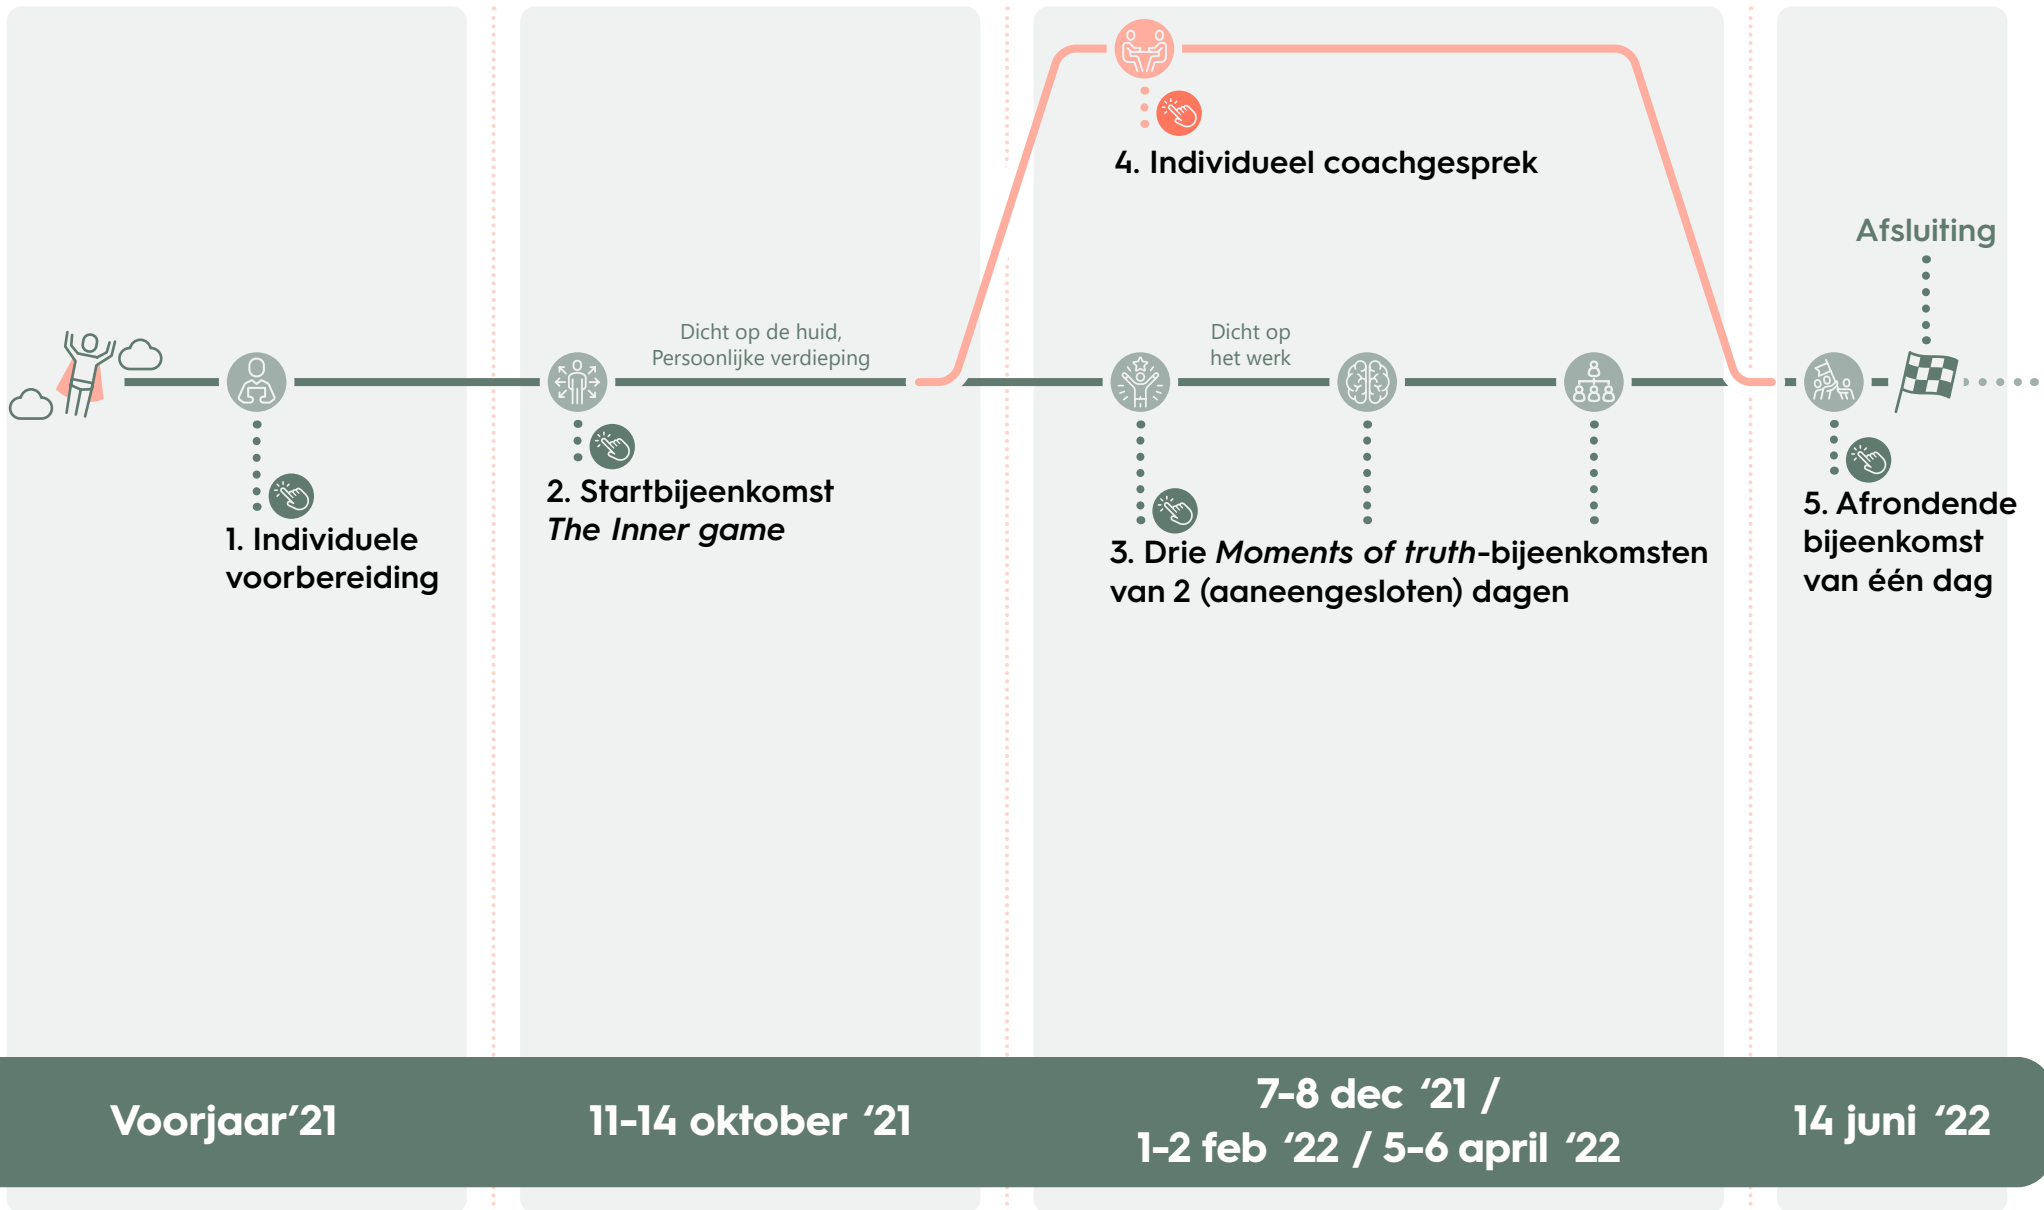 4. Individueel coachgesprek
Afsluiting
Dicht op de huid,
Persoonlijke verdieping
Dicht op
het werk
1. Individuele
voorbereiding
2. Startbijeenkomst
The Inner game
3. Drie Moments of truth-bijeenkomsten
van 2 (aaneengesloten) dagen
5. Afrondende
bijeenkomst
van één dag
Voorjaar’21
11-14 oktober ‘21
7-8 dec ‘21 /
1-2 feb ‘22 / 5-6 april ‘22
14 juni ‘22